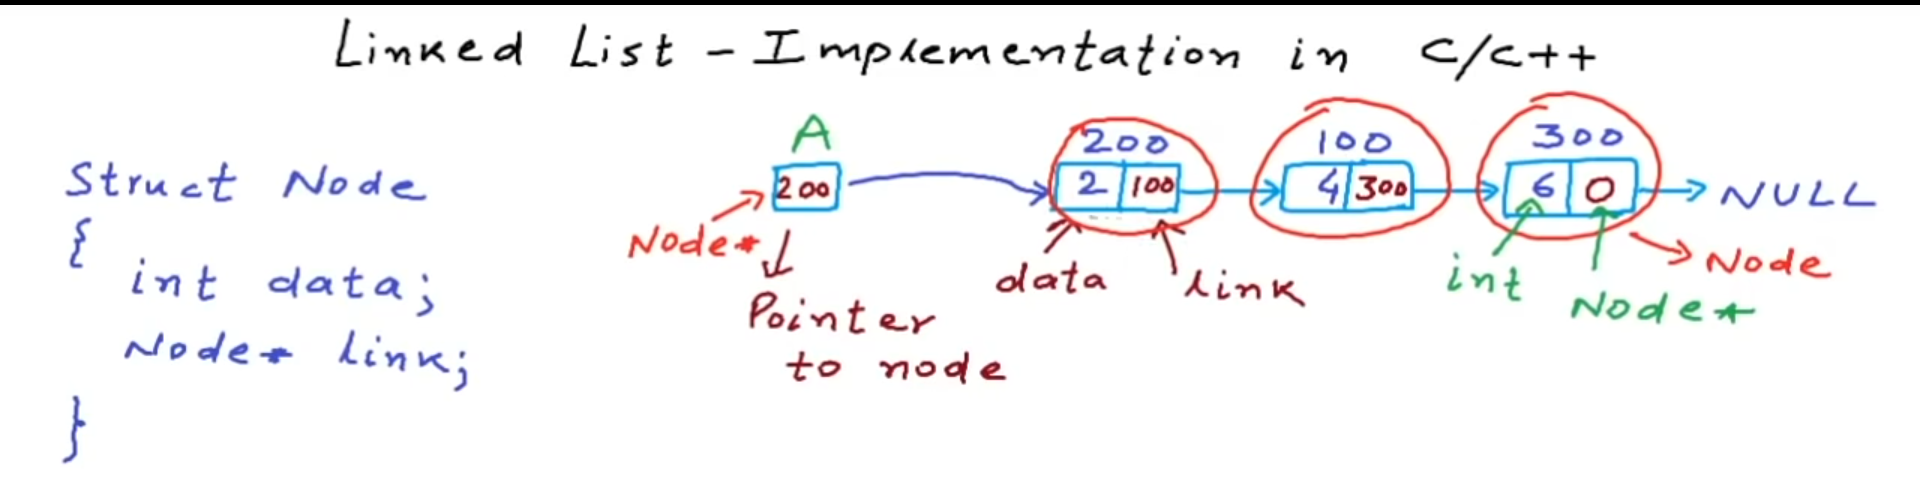 Linked List - Implementation in C/C++
Struct Node
{
int data;
Node* link;
}
A
200
Node*
Pointer
to node
200
2 100
data link
100
4 300
300
6 0
NULL
int Node*
Node